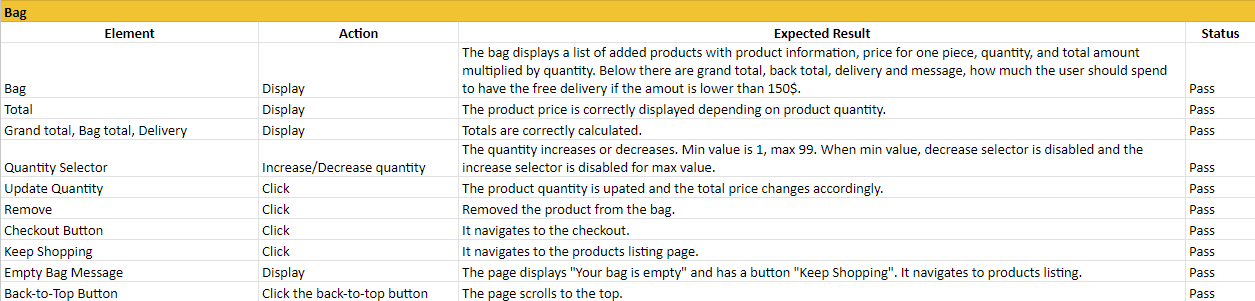 Bag
Element Action Expected Result Status
The bag displays a list of added products with product information, price for one piece, quantity, and total amount
multiplied by quantity. Below there are grand total, back total, delivery and message, how much the user should spend
Bag Display to have the free delivery if the amout is lower than 150$. Pass
Total Display The product price is correctly displayed depending on product quantity. Pass
Grand total, Bag total, Delivery Display Totals are correctly calculated. Pass
The quantity increases or decreases. Min value is 1, max 99. When min value, decrease selector is disabled and the
Quantity Selector Increase/Decrease quantity increase selector is disabled for max value. Pass
Update Quantity Click The product quantity is upated and the total price changes accordingly. Pass
Remove Click Removed the product from the bag. Pass
Checkout Button Click It navigates to the checkout. Pass
Keep Shopping Click It navigates to the products listing page. Pass
Empty Bag Message Display The page displays "Your bag is empty" and has a button "Keep Shopping". It navigates to products listing. Pass
Back-to-Top Button Click the back-to-top button The page scrolls to the top. Pass